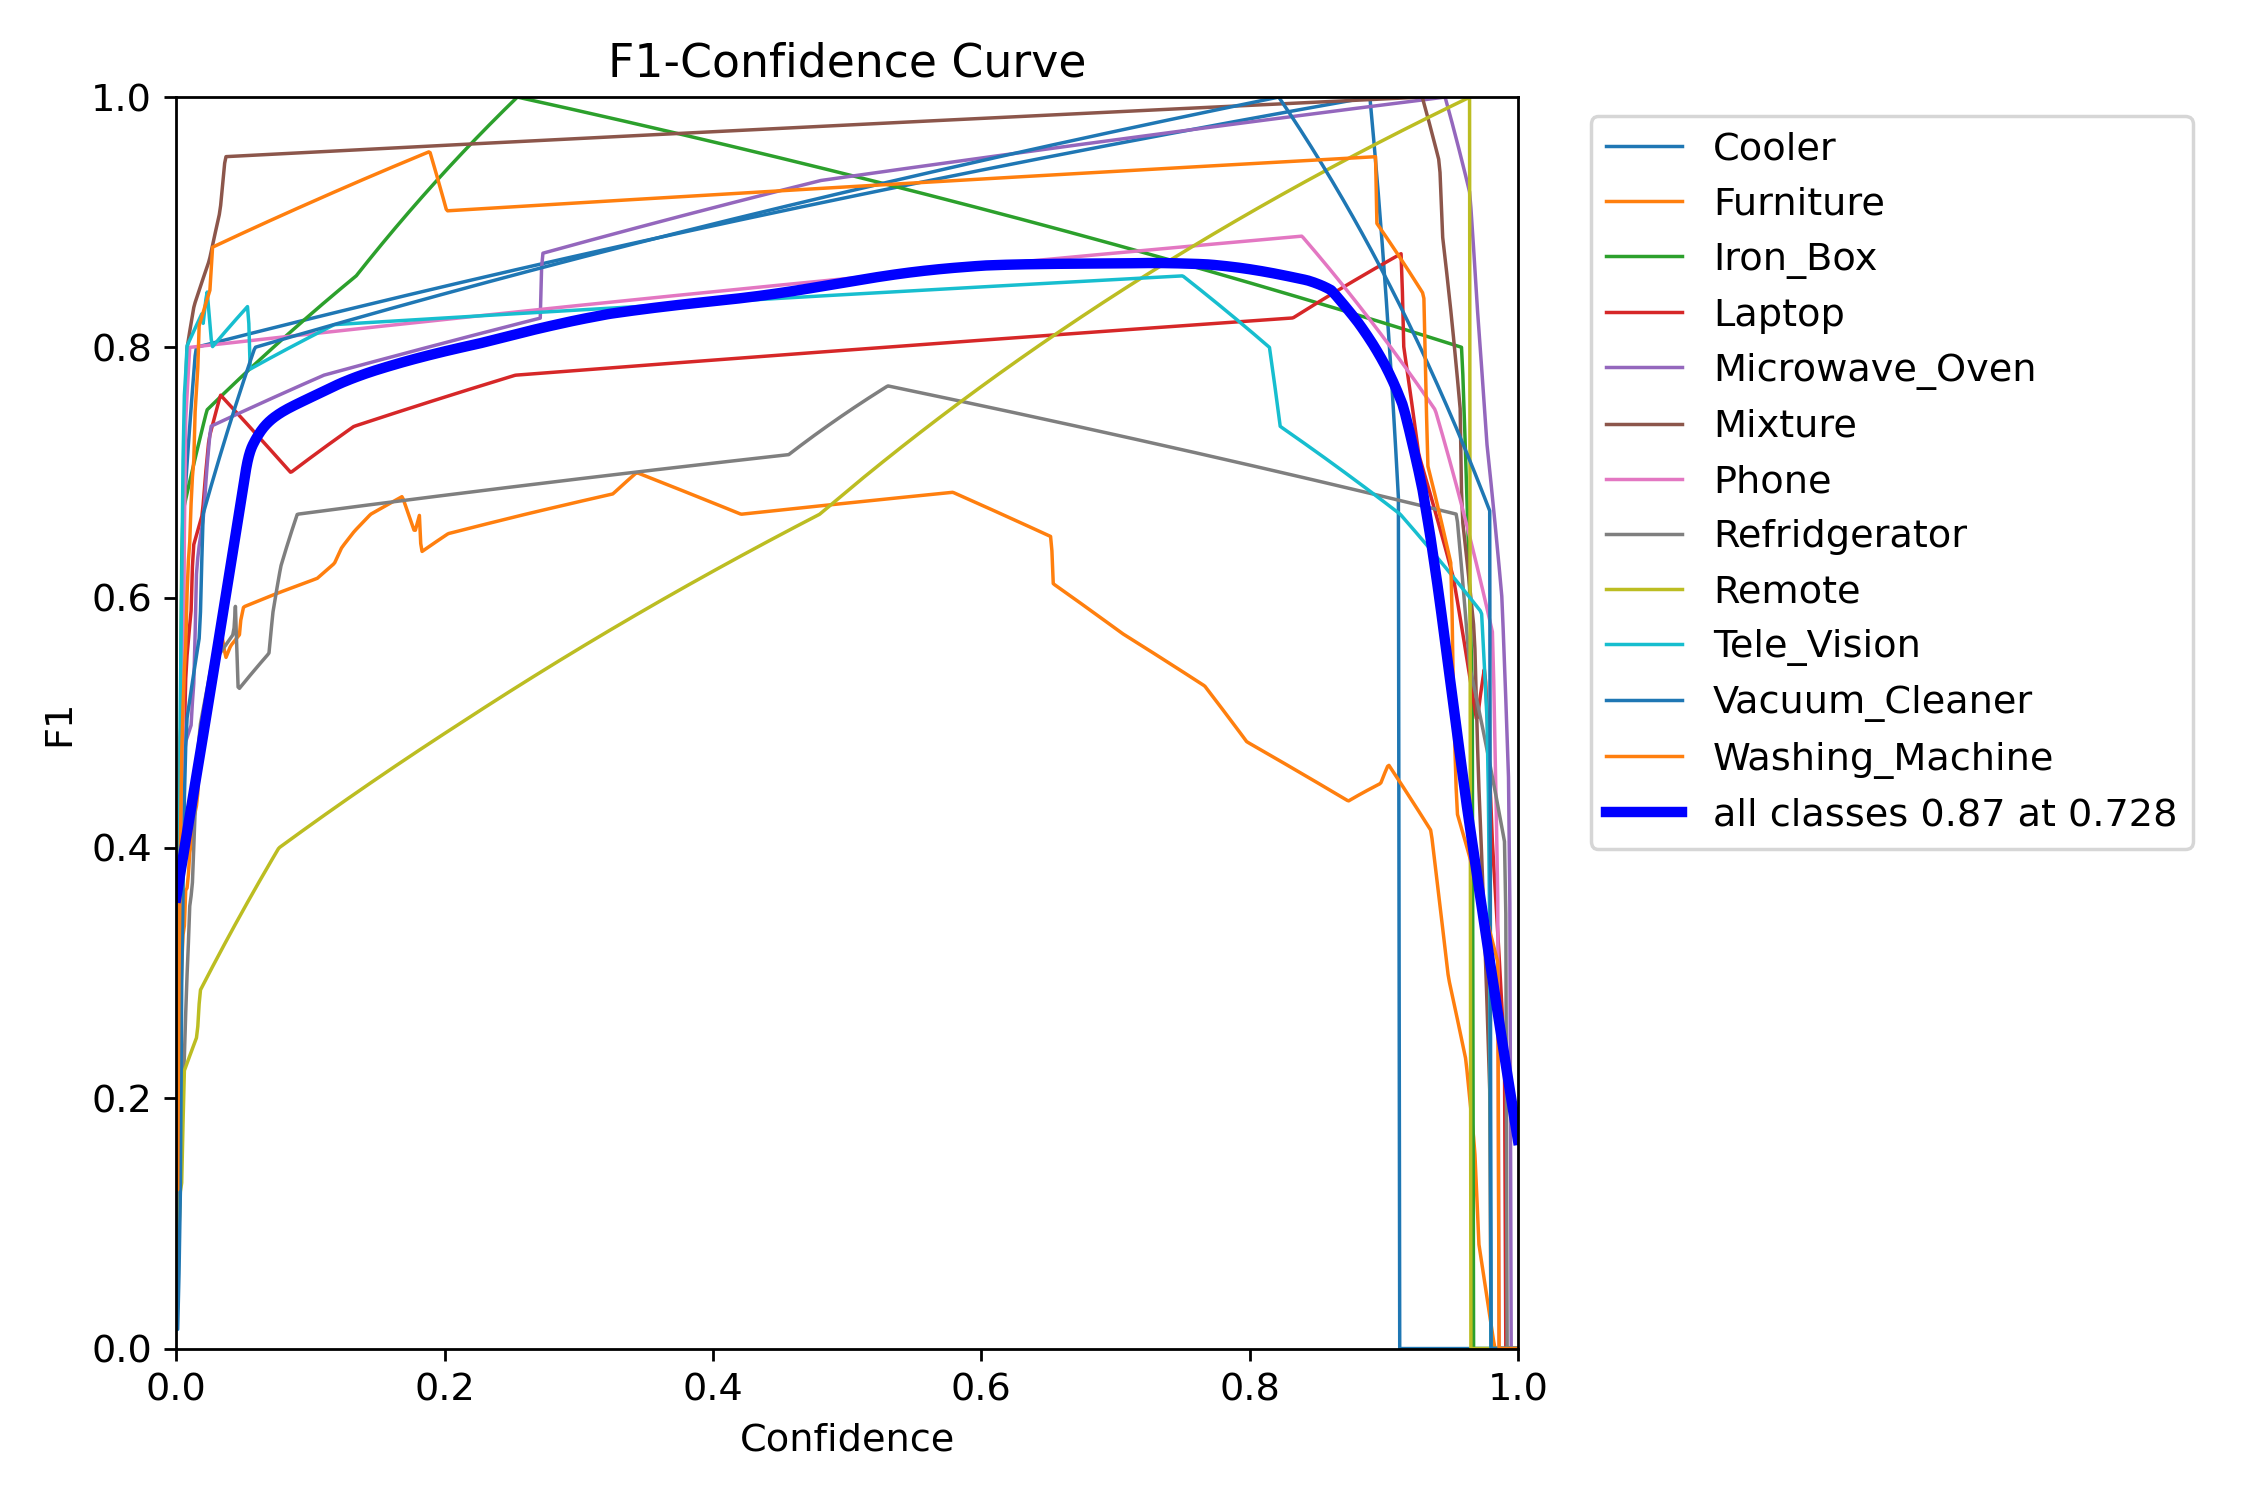 F1-Confidence Curve
1.0
0.8
0.6
0.4
0.2
0.0
F1
0.0 0.2 0.4 0.6 0.8 1.0
Confidence
Cooler
Furniture
Iron_Box
Laptop
Microwave_Oven
Mixture
Phone
Refridgerator
Remote
Tele_Vision
Vacuum_Cleaner
Washing_Machine
all classes 0.87 at 0.728